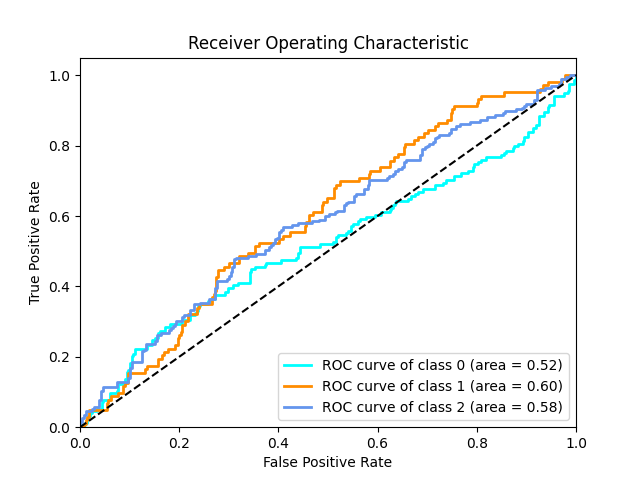 Receiver Operating Characteristic
True Positive Rate
1.0
0.8
0.6
0.4
0.2
0.0
ROC curve of class 0 (area = 0.52)
ROC curve of class 1 (area = 0.60)
ROC curve of class 2 (area = 0.58)
0.0 0.2 0.4 0.6 0.8 1.0
False Positive Rate